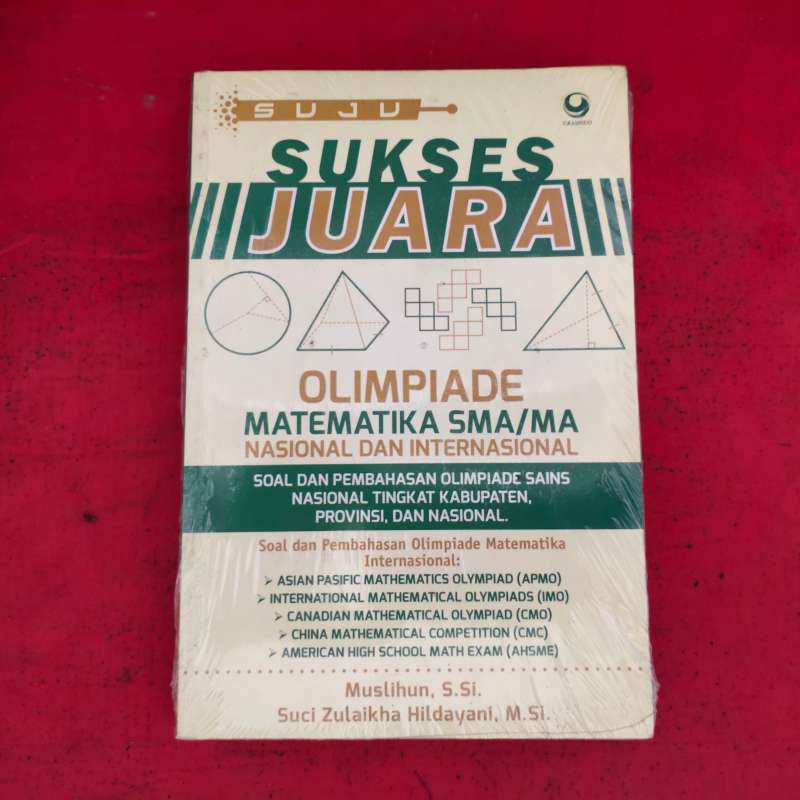 SUJU
GRASINDO
SUKSES
JUARA
OLIMPIADE
MATEMATIKA SMA/MA
NASIONAL DAN INTERNASIONAL
SOAL DAN PEMBAHASAN OLIMPIADE SAINS
NASIONAL TINGKAT KABUPATEN,
PROVINSI, DAN NASIONAL.
Soal dan Pembahasan Olimpiade Matematika
Internasional:
➢ ASIAN PASIFIC MATHEMATICS OLYMPIAD (APMO)
➢ INTERNATIONAL MATHEMATICAL OLYMPIADS (IMO)
➢ CANADIAN MATHEMATICAL OLYMPIAD (CMO)
➢ CHINA MATHEMATICAL COMPETITION (CMC)
➢ AMERICAN HIGH SCHOOL MATH EXAM (AHSME)
Muslihun, S.Si.
Suci Zulaikha Hildayani, M.Si.